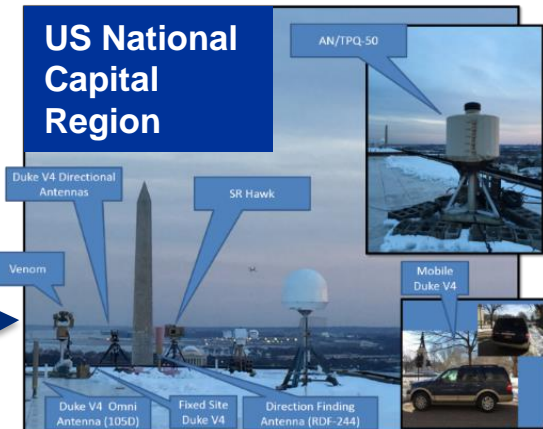 US National
Capital
Region
AN/TPQ-50
Duke V4 Directional
Antennas
SR Hawk
Venom
Mobile
Duke V4
Duke V4 Omni
Antenna (105D)
Fixed Site
Duke V4
Direction Finding
Antenna (RDF-244)